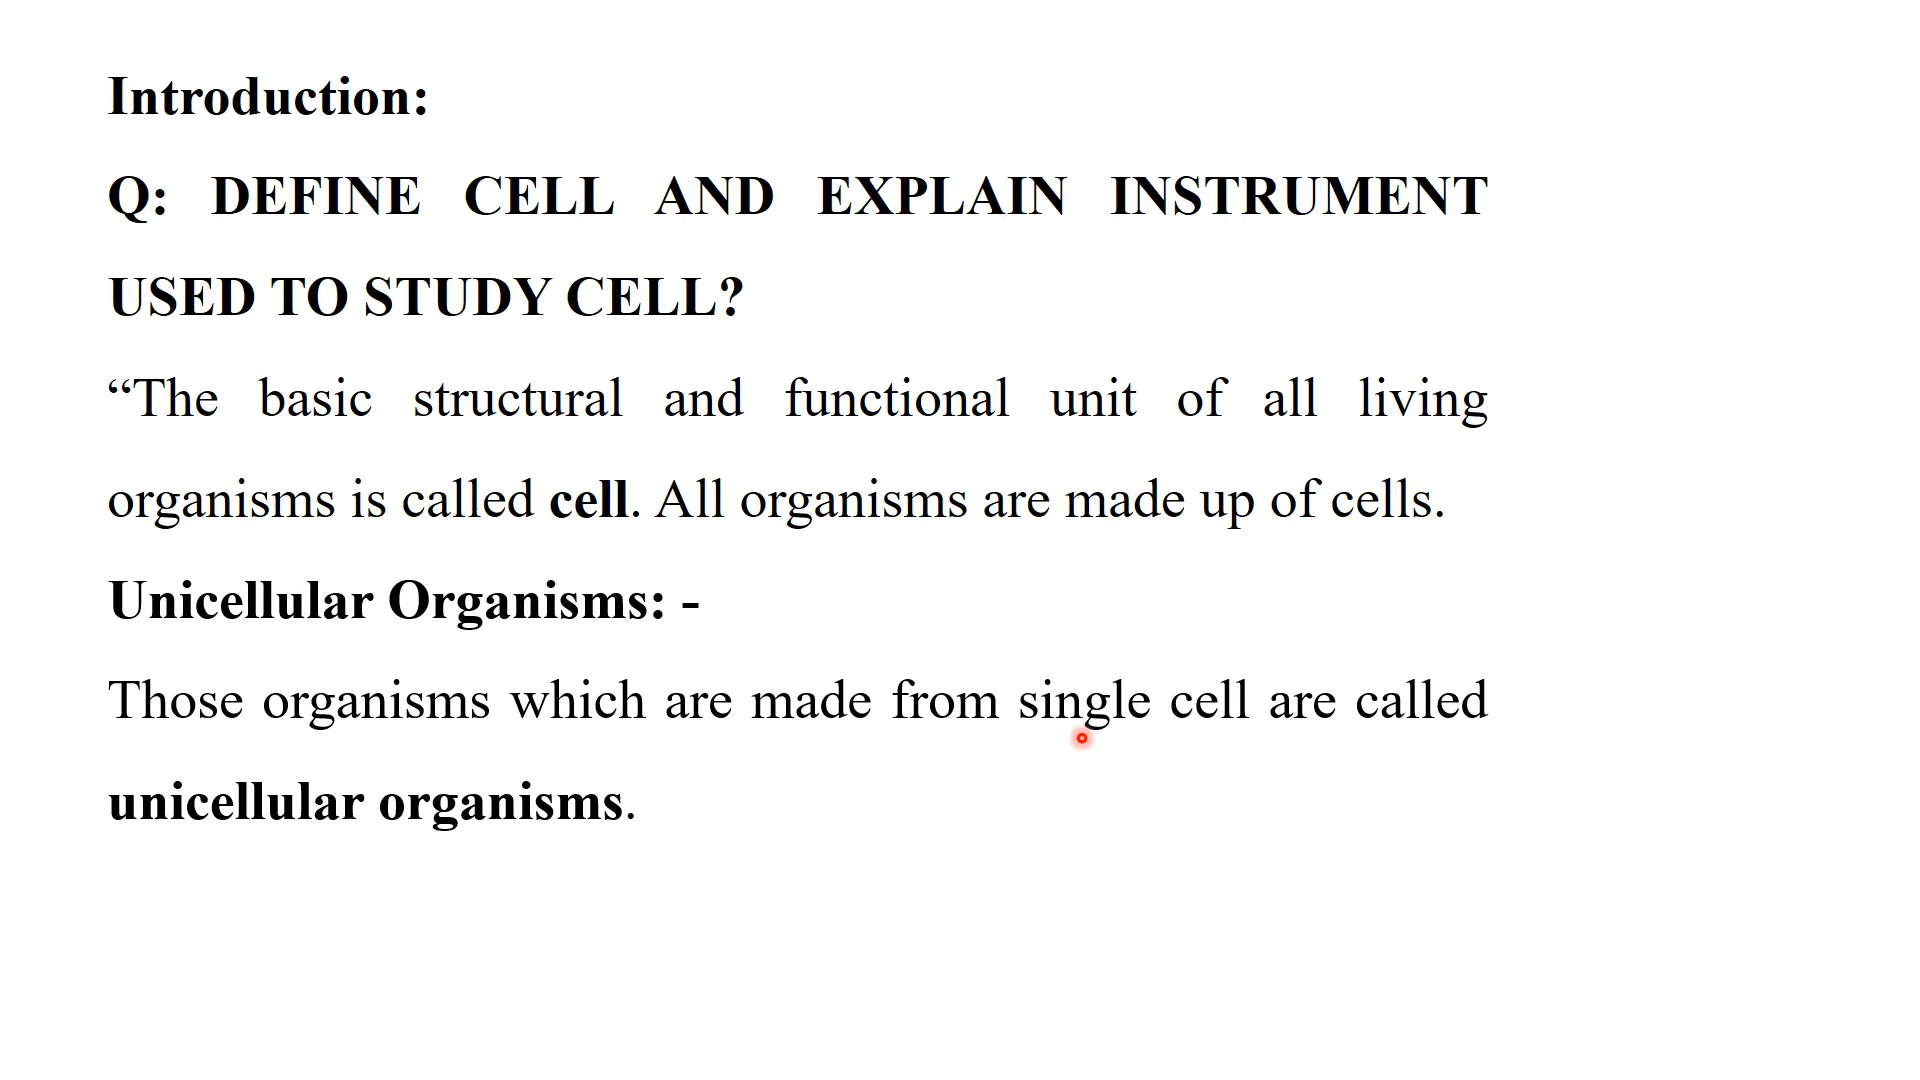 Introduction:
Q: DEFINE CELL AND EXPLAIN INSTRUMENT
USED TO STUDY CELL?
“The basic structural and functional unit of all living
organisms is called cell. All organisms are made up of cells.
Unicellular Organisms: -
Those organisms which are made from single cell are called
unicellular organisms.